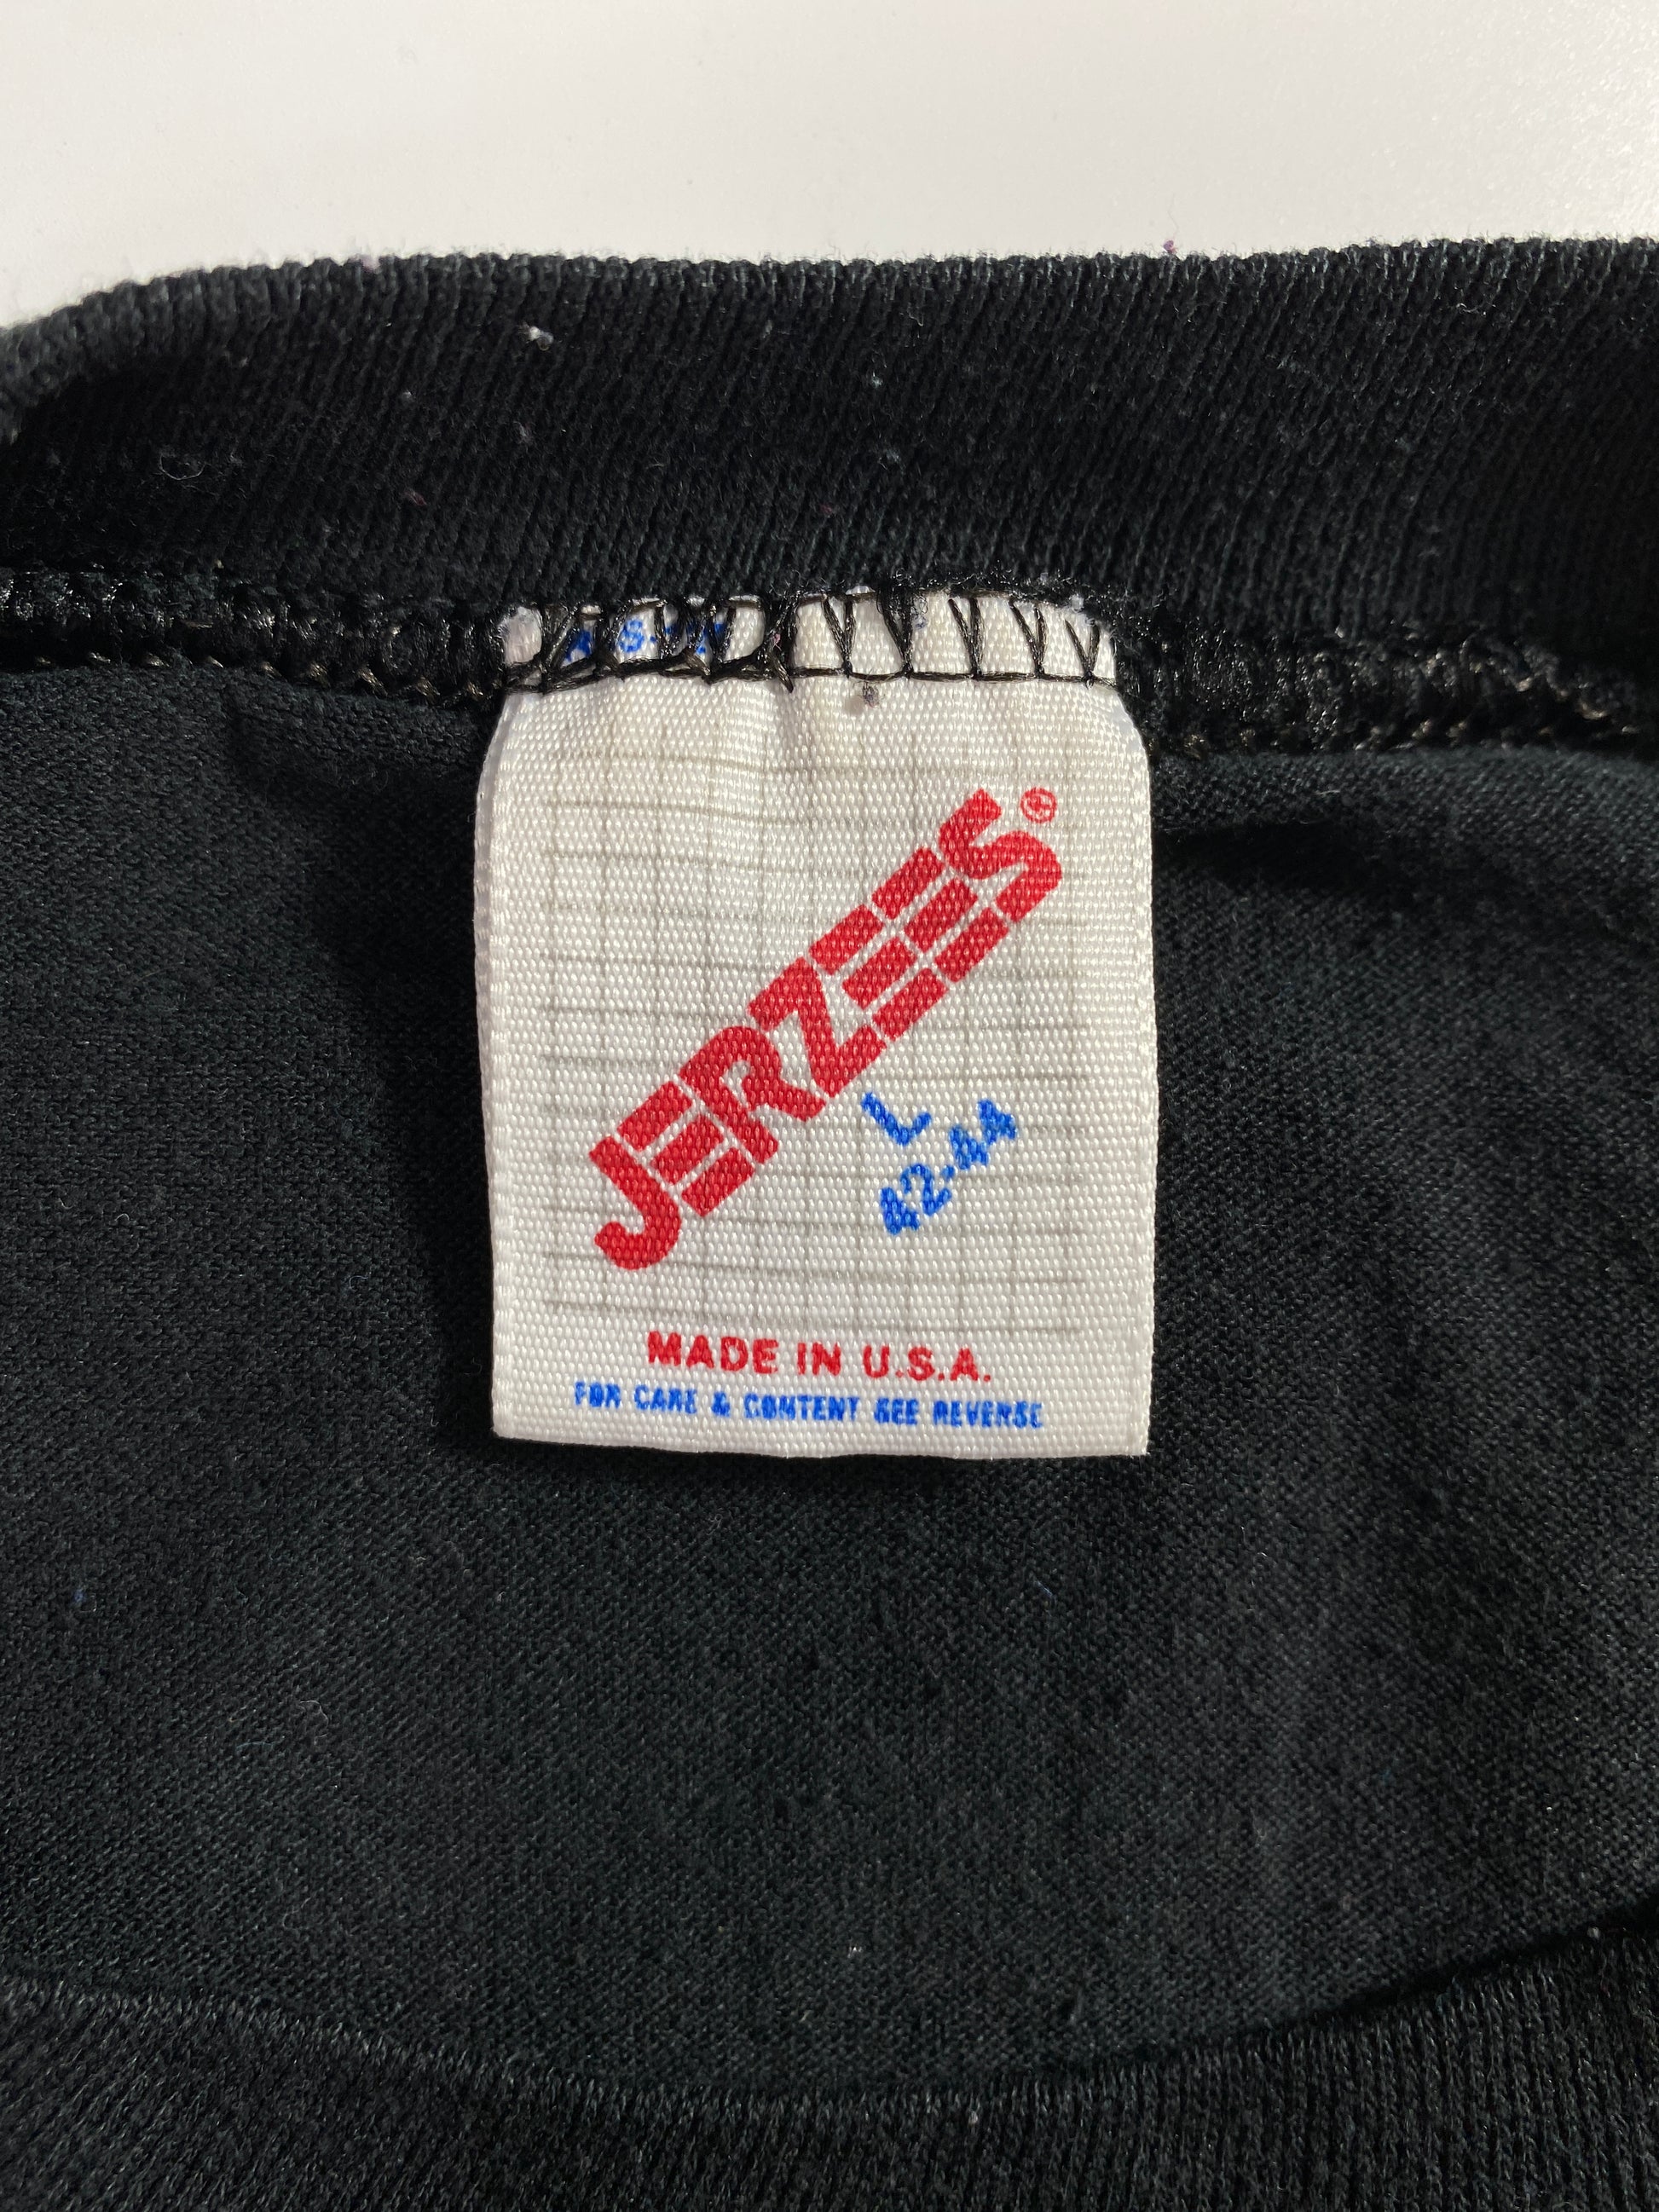 JERZEES®
L
42-44
MADE IN U.S.A.
FOR CARE & CONTENT SEE REVERSE